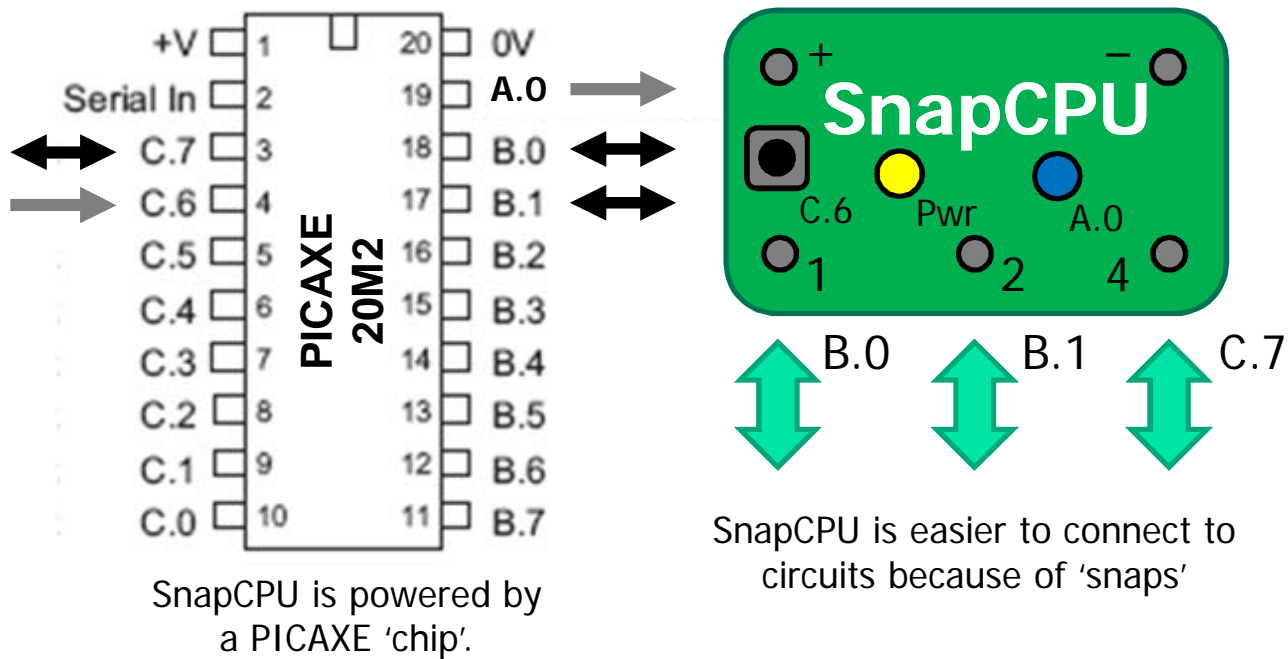 +V 1 20 0V
Serial In 2 19 A.0
C.7 3 18 B.0
C.6 4 17 B.1
C.5 5 16 B.2
C.4 6 15 B.3
C.3 7 14 B.4
C.2 8 13 B.5
C.1 9 12 B.6
C.0 10 11 B.7
PICAXE
20M2
SnapCPU is powered by
a PICAXE ‘chip’.
+ −
SnapCPU
C.6 Pwr A.0
1 2 4
B.0 B.1 C.7
SnapCPU is easier to connect to
circuits because of ‘snaps’